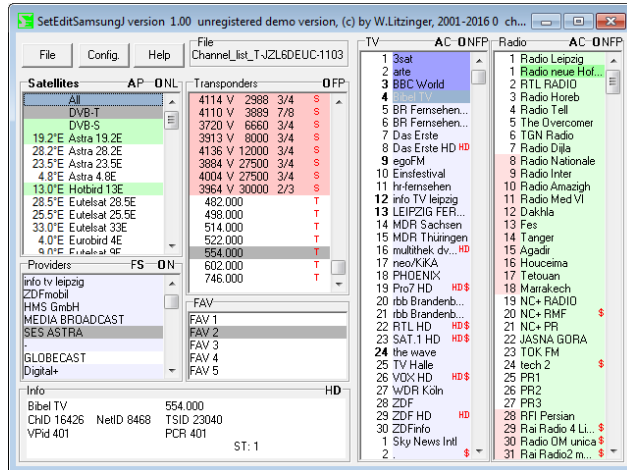 SetEditSamsungJ version 1.00 unregistered demo version, (c) by W.Litzinger, 2001-2016 0 ch...
File
Config.
Help
File
Channel_list_T-JZL6DEUC-1103
Satellites AP ONL
All
DVB-T
DVB-S
19.2°E Astra 19.2E
28.2°E Astra 28.2E
23.5°E Astra 23.5E
4.8°E Astra 4.8E
13.0°E Hotbird 13E
28.5°E Eutelsat 28.5E
25.5°E Eutelsat 25.5E
33.0°E Eutelsat 33E
4.0°E Eurobird 4E
9.0°E Eutelsat 9E
Transponders OFP
4114 V 2988 3/4 S
4110 V 3889 7/8 S
3720 V 6660 3/4 S
3913 V 8000 3/4 S
4136 V 12000 3/4 S
3884 V 27500 3/4 S
4004 V 27500 3/4 S
3964 V 30000 2/3 S
482.000 T
498.000 T
514.000 T
522.000 T
554.000 T
602.000 T
746.000 T
Providers FS ON
info tv leipzig
ZDFmobil
HMS GmbH
MEDIA BROADCAST
SES ASTRA
-
GLOBECAST
Digital+
FAV
FAV 1
FAV 2
FAV 3
FAV 4
FAV 5
Info HD
Bibel TV 554.000
ChID 16426 NetID 8468 TSID 23040
VPid 401 PCR 401
ST: 1
TV AC ONFP
1 3sat
2 arte
3 BBC World
4 Bibel TV
5 BR Fernsehen...
6 BR Fernsehen...
7 Das Erste
8 Das Erste HD HD
9 egoFM
10 Einsfestival
11 hr-fernsehen
12 info TV leipzig
13 LEIPZIG FER...
14 MDR Sachsen
15 MDR Thüringen
16 multithek dv... HD
17 neo/KiKA
18 PHOENIX
19 Pro7 HD HD$
20 rbb Brandenb...
21 rbb Brandenb...
22 RTL HD HD$
23 SAT.1 HD HD$
24 the wave
25 TV Halle
26 VOX HD HD$
27 WDR Köln
28 ZDF
29 ZDF HD HD
30 ZDFinfo
1 Sky News Intl
2 . $
Radio AC ONFP
1 Radio Leipzig
1 Radio neue Hof...
2 RTL RADIO
3 Radio Horeb
4 Radio Tell
5 The Overcomer
6 TGN Radio
7 Radio Dijla
8 Radio Nationale
9 Radio Inter
10 Radio Amazigh
11 Radio Med VI
12 Dakhla
13 Fes
14 Tanger
15 Agadir
16 Houceima
17 Tetouan
18 Marrakech
19 NC+ RADIO
20 NC+ RMF $
21 NC+ PR
22 JASNA GORA
23 TOK FM
24 tech 2 $
25 PR1
26 PR2
27 PR3
28 RFI Persian
29 Rai Radio 4 Li... $
30 Radio OM unica $
31 Rai Radio2 m... $